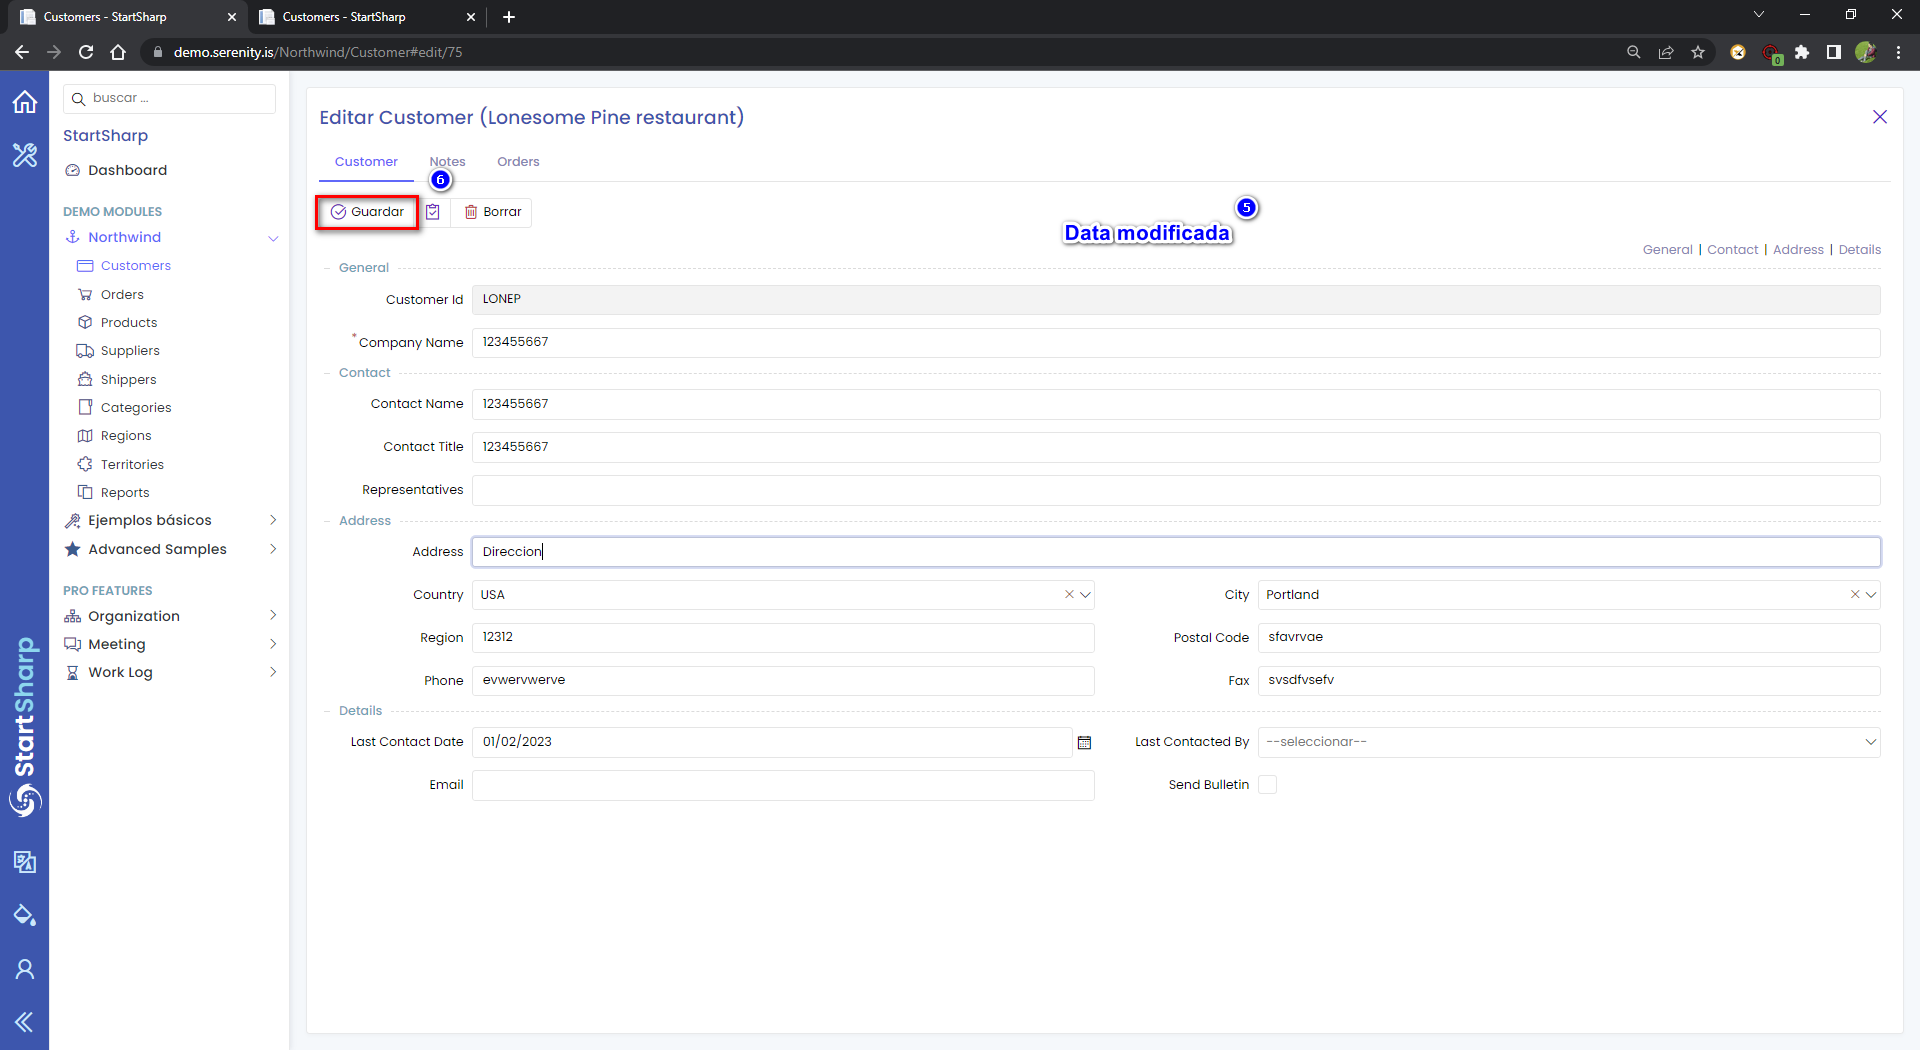 Customers - StartSharp
Customers - StartSharp
demo.serenity.is/Northwind/Customer#edit/75
0
buscar ...
StartSharp
Dashboard
DEMO MODULES
Northwind
Customers
Orders
Products
Suppliers
Shippers
Categories
Regions
Territories
Reports
Ejemplos básicos
Advanced Samples
PRO FEATURES
Organization
Meeting
Work Log
StartSharp
Editar Customer (Lonesome Pine restaurant)
Customer Notes Orders
6
Guardar Borrar
5
Data modificada
General | Contact | Address | Details
General
Customer Id LONEP
* Company Name 123455667
Contact
Contact Name 123455667
Contact Title 123455667
Representatives
Address
Address Direccion
Country USA City Portland
Region 12312 Postal Code sfavrvae
Phone evwervwerve Fax svsdfvsefv
Details
Last Contact Date 01/02/2023 Last Contacted By --seleccionar--
Email Send Bulletin